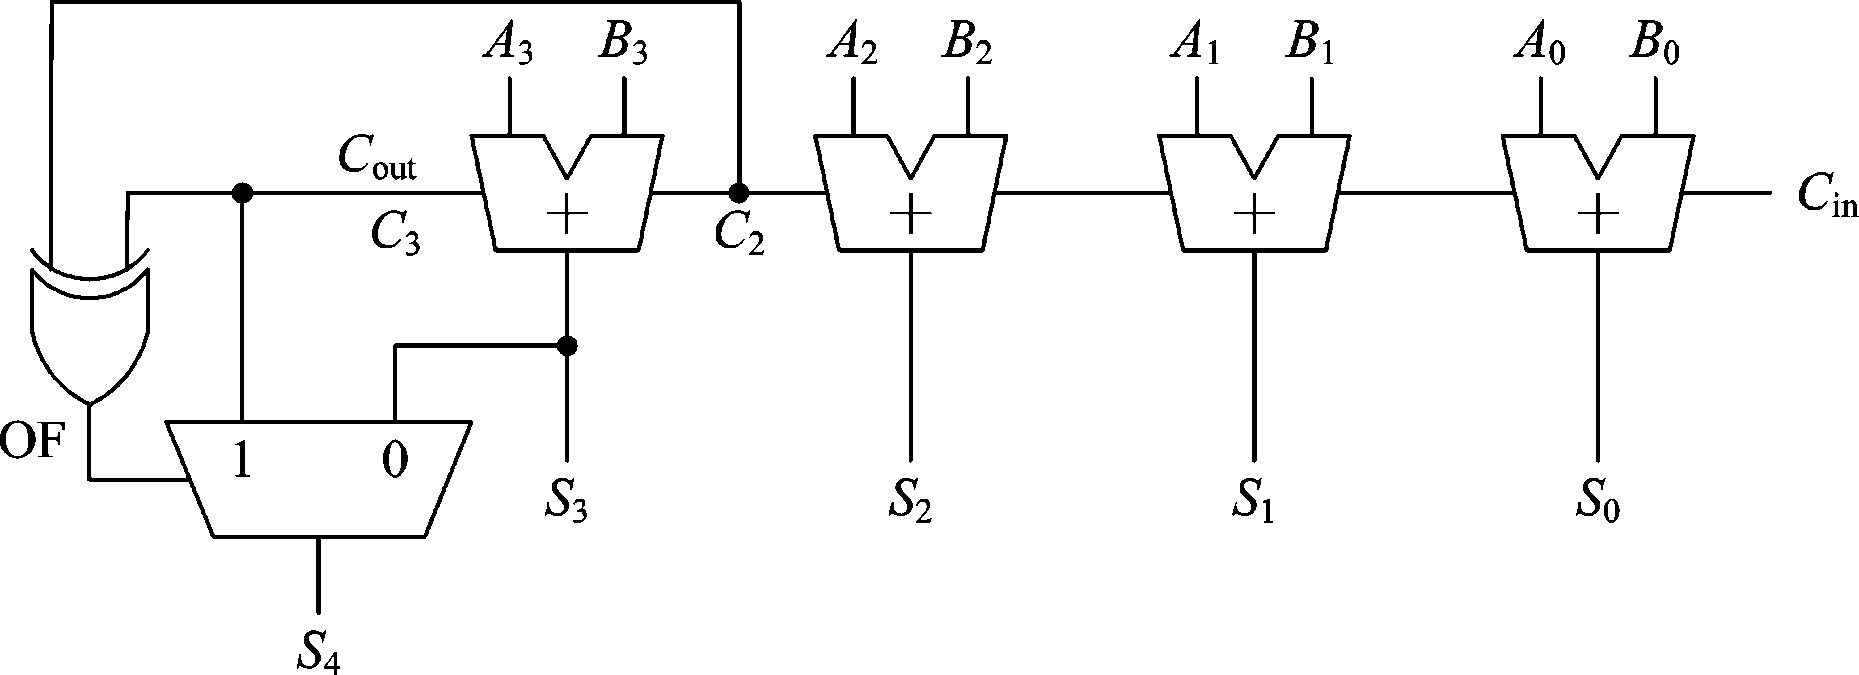 A3 B3 A2 B2 A1 B1 A0 B0
Cout
C3 C2 Cin
+ + + +
OF
1 0
S3 S2 S1 S0
S4